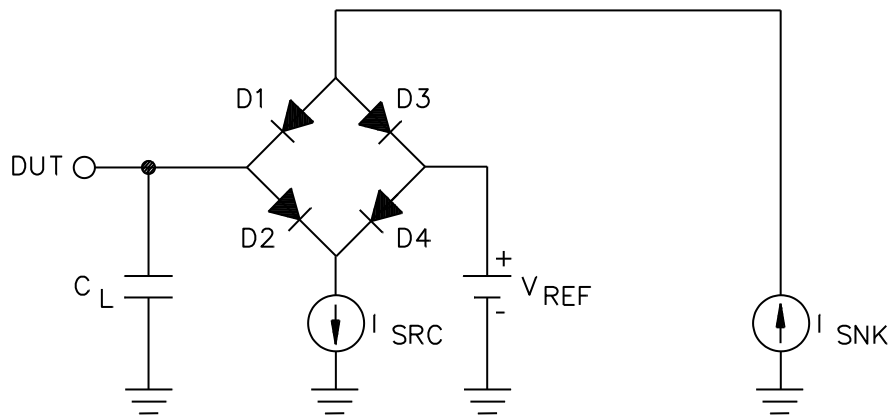 D1
D3
DUT
D2
D4
+
C L
V REF
-
I SRC
I SNK